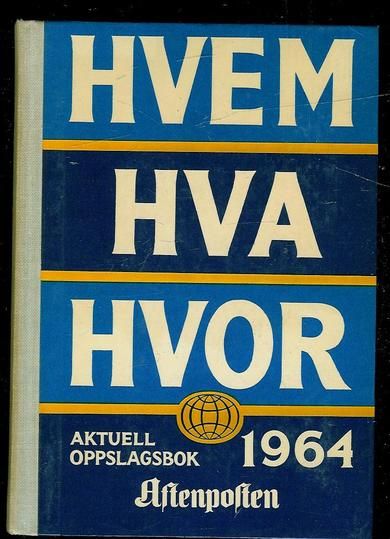 HVEM
HVA
HVOR
AKTUELL
OPPSLAGSBOK
1964
Aftenposten